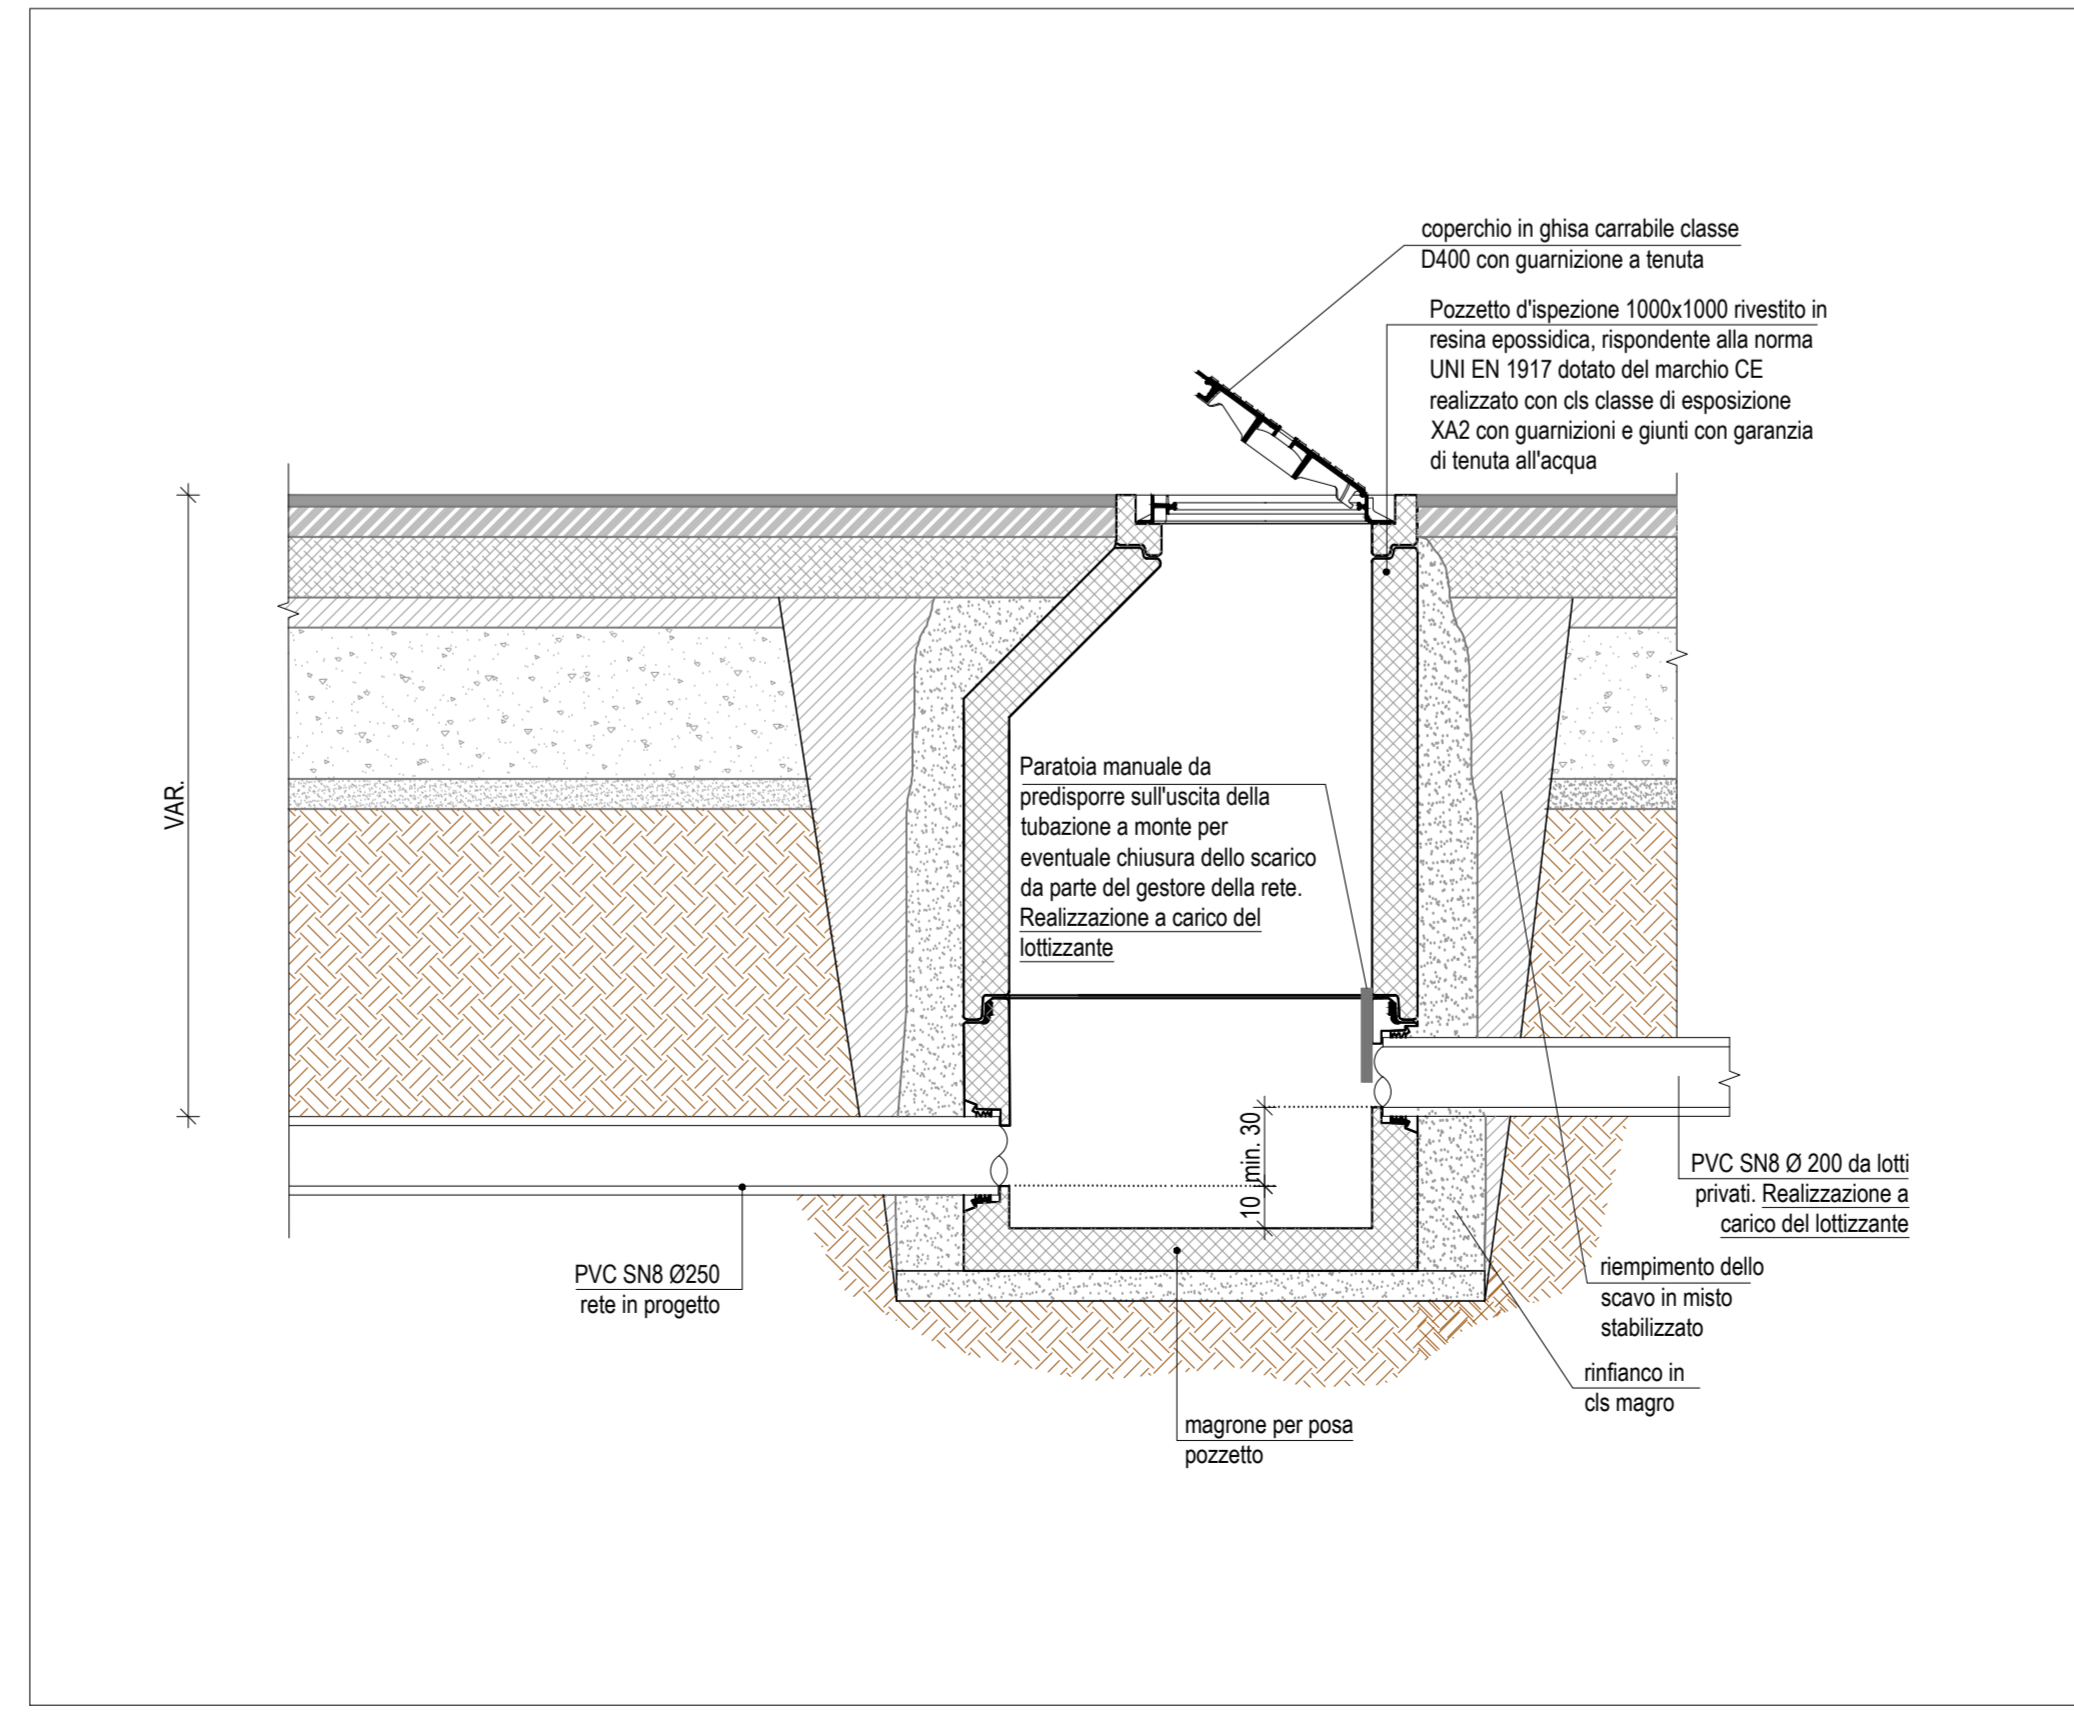 coperchio in ghisa carrabile classe
D400 con guarnizione a tenuta
Pozzetto d'ispezione 1000x1000 rivestito in
resina epossidica, rispondente alla norma
UNI EN 1917 dotato del marchio CE
realizzato con cls classe di esposizione
XA2 con guarnizioni e giunti con garanzia
di tenuta all'acqua
VAR.
Paratoia manuale da
predisporre sull'uscita della
tubazione a monte per
eventuale chiusura dello scarico
da parte del gestore della rete.
Realizzazione a carico del
lottizzante
min. 30
10
PVC SN8 Ø 200 da lotti
privati. Realizzazione a
carico del lottizzante
PVC SN8 Ø250
rete in progetto
riempimento dello
scavo in misto
stabilizzato
rinfianco in
cls magro
magrone per posa
pozzetto